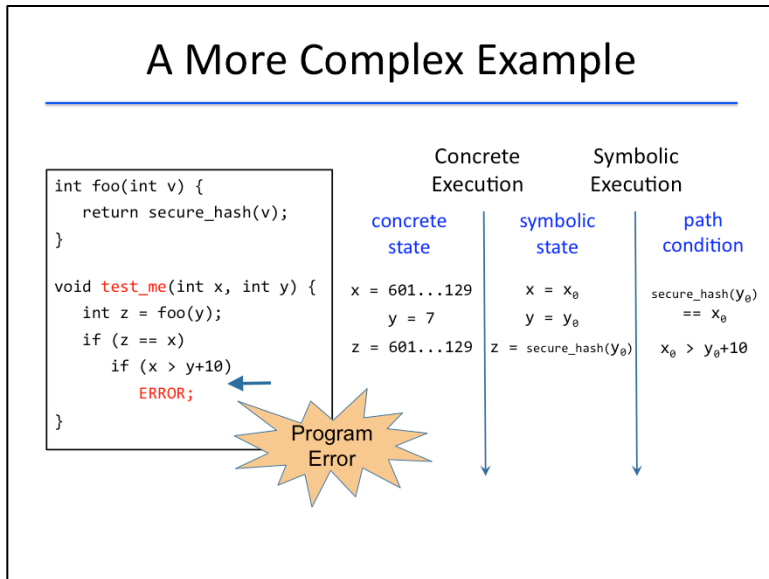 A More Complex Example
int foo(int v) {
return secure_hash(v);
}
void test_me(int x, int y) {
int z = foo(y);
if (z == x)
if (x > y+10)
ERROR;
}
Program
Error
Concrete
Execution
Symbolic
Execution
concrete
state
symbolic
state
path
condition
x = 601...129
y = 7
z = 601...129
x = x₀
y = y₀
z = secure_hash(y₀)
secure_hash(y₀)
== x₀
x₀ > y₀+10